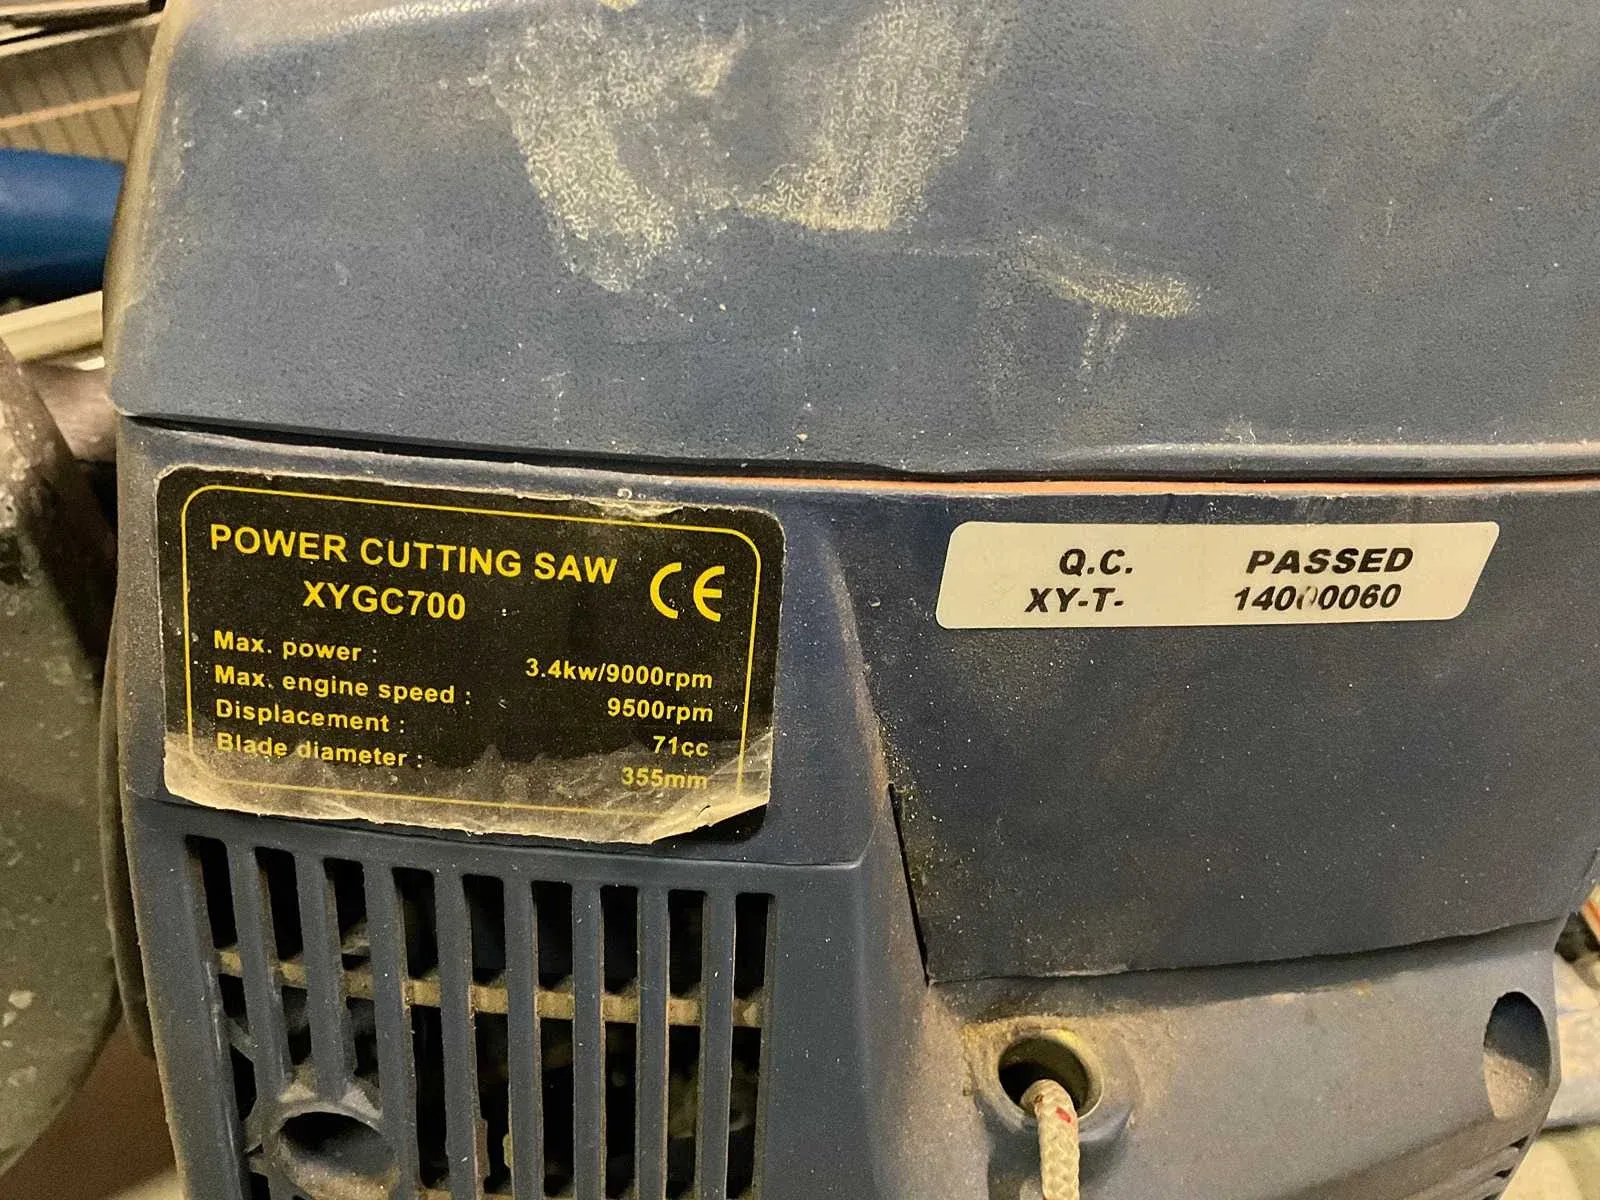 POWER CUTTING SAW
XYGC700
CE
Max. power : 3.4kw/9000rpm
Max. engine speed : 9500rpm
Displacement : 71cc
Blade diameter : 355mm
Q.C. PASSED
XY-T- 14000060